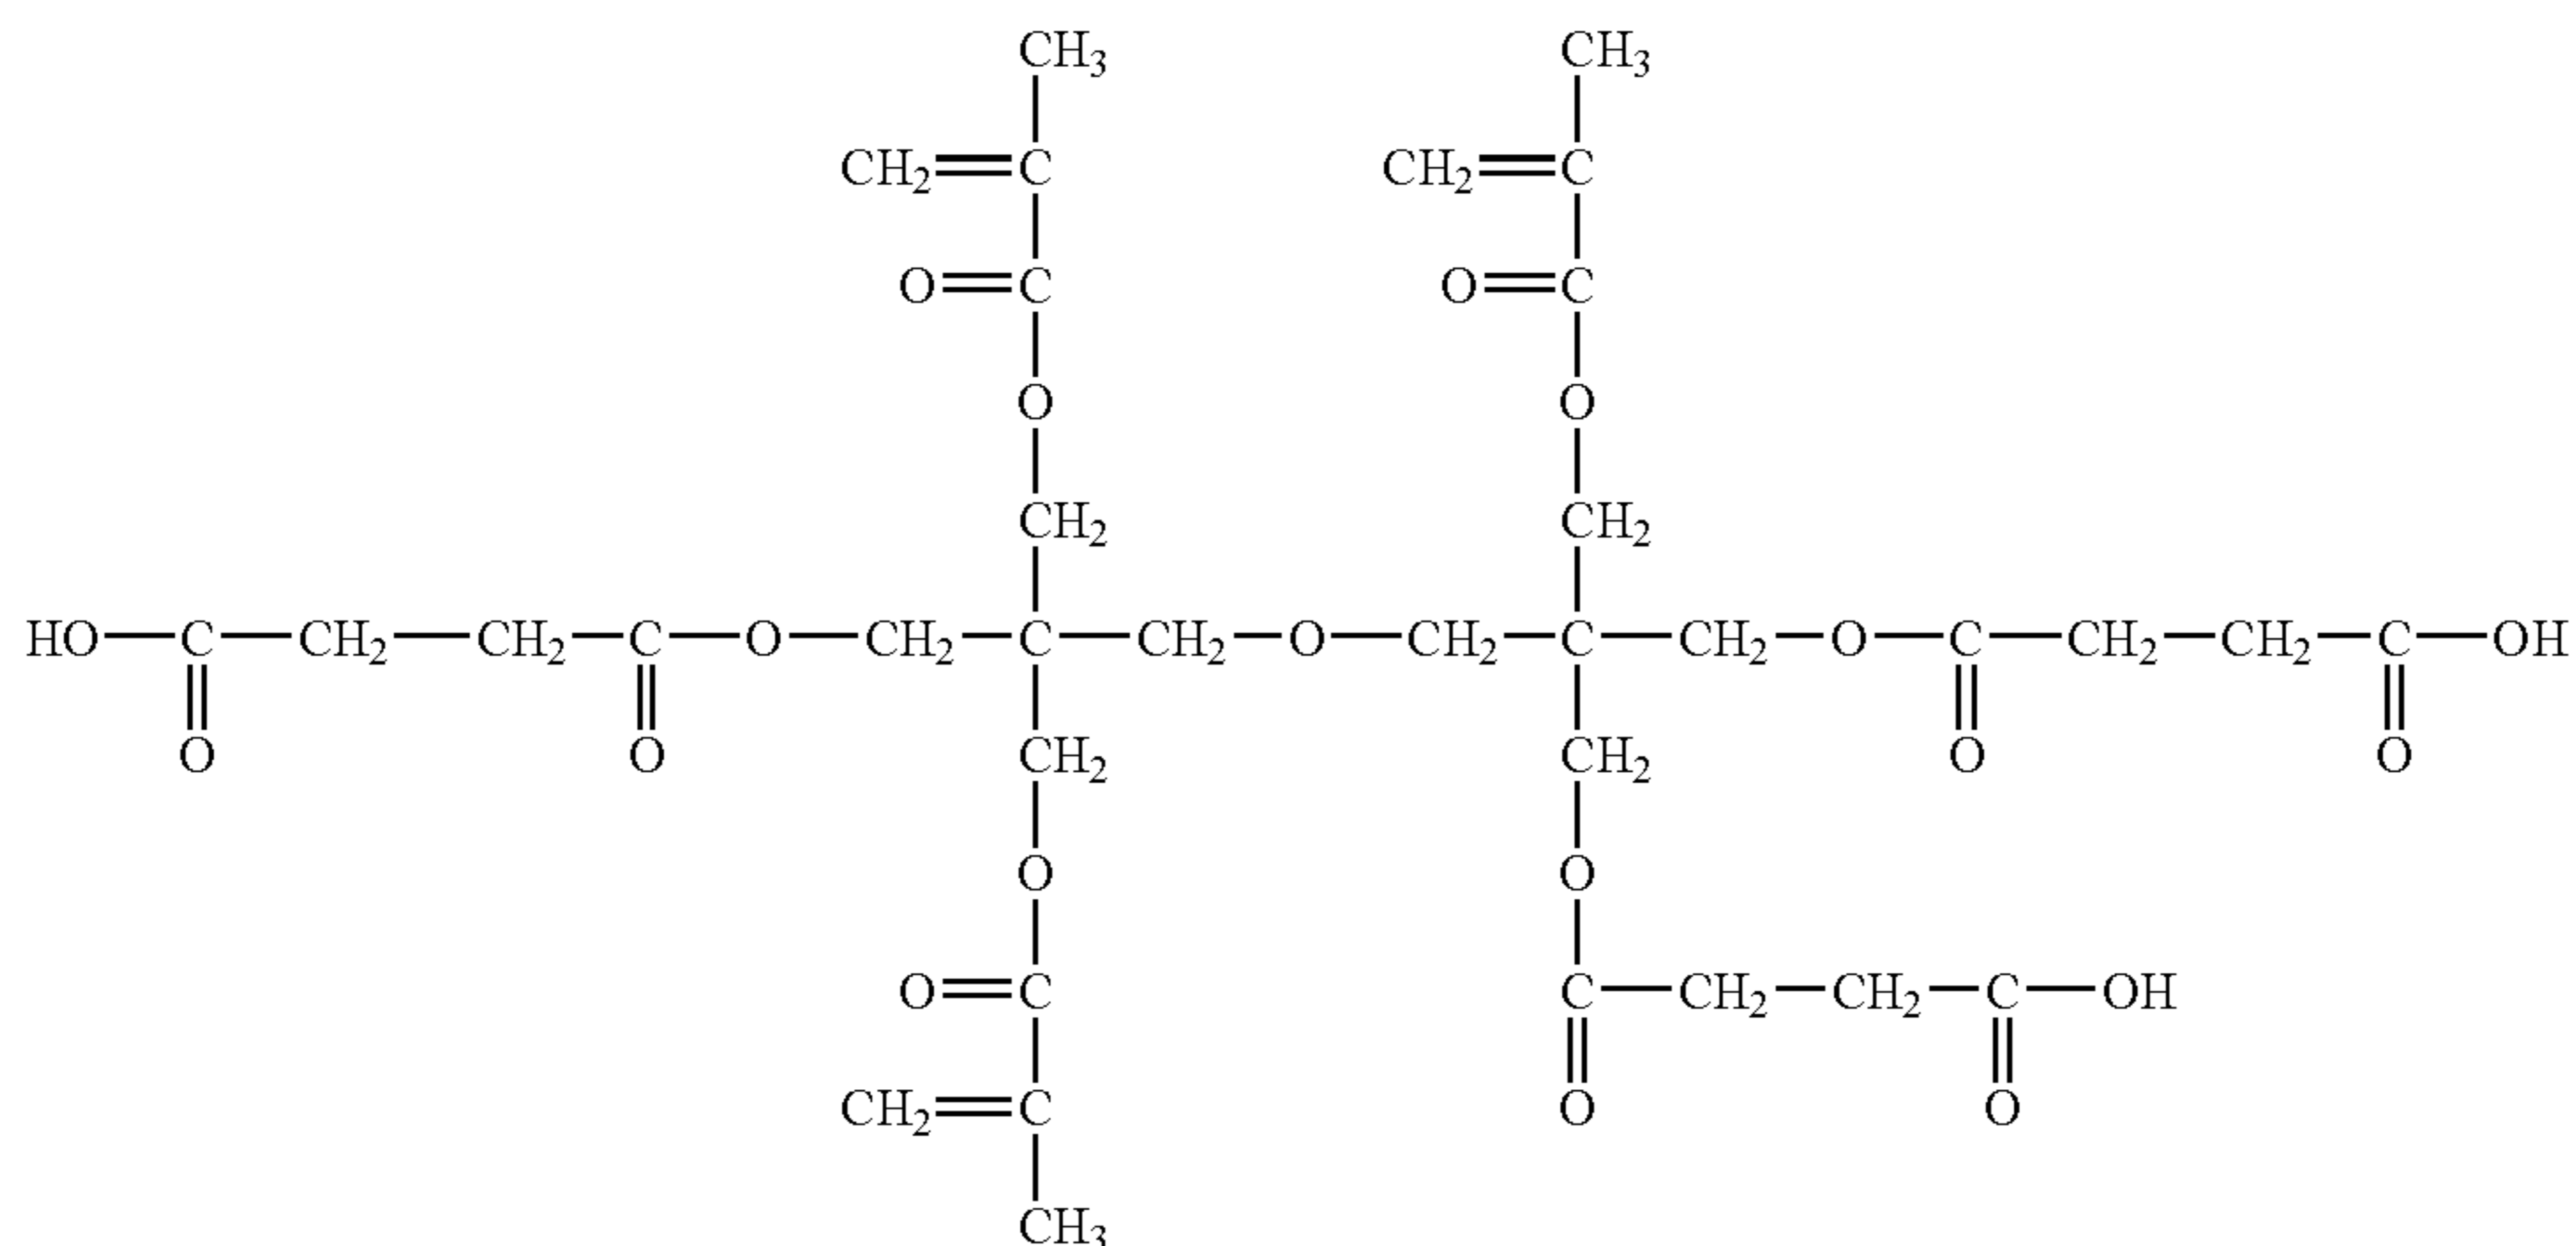 CH₃ CH₃
CH₂ C CH₂ C
O C O C
O O
CH₂ CH₂
HO C CH₂ CH₂ C O CH₂ C CH₂ O CH₂ C CH₂ O C CH₂ CH₂ C OH
O O CH₂ CH₂ O O
O O
O C C CH₂ CH₂ C OH
CH₂ C O O
CH₃